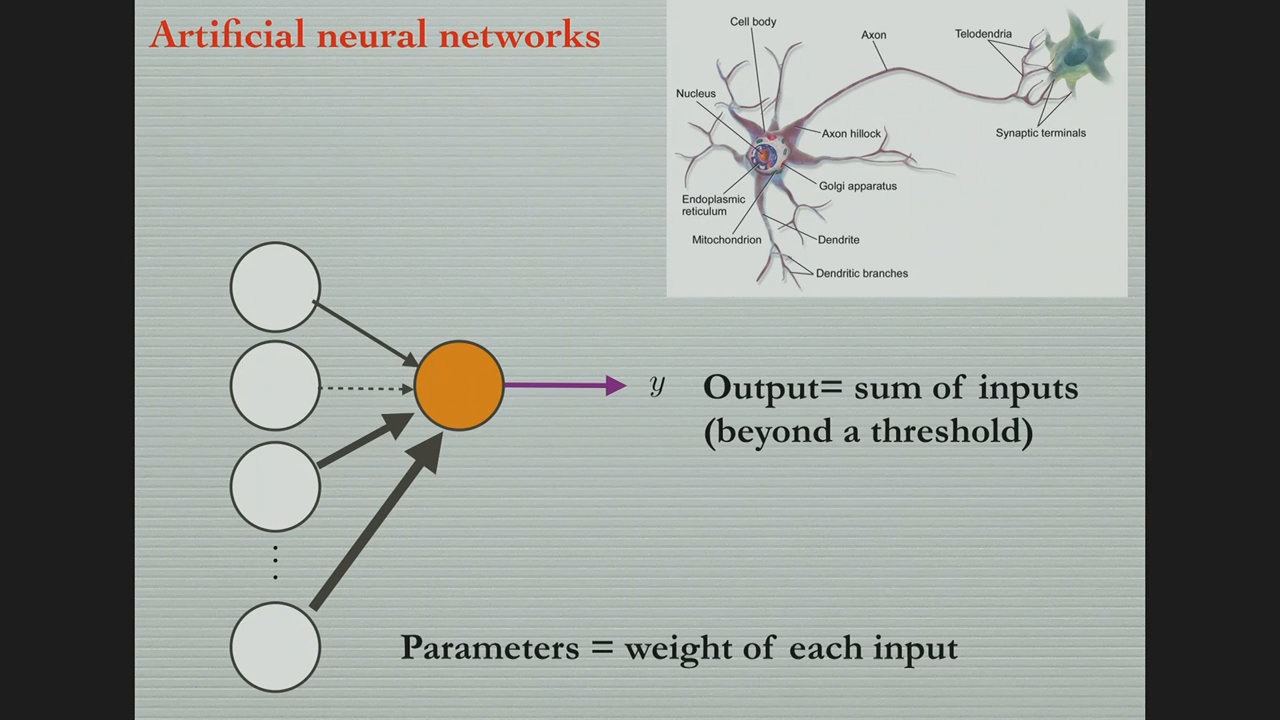 Artificial neural networks
Cell body
Axon
Telodendria
Nucleus
Axon hillock
Synaptic terminals
Golgi apparatus
Endoplasmic
reticulum
Mitochondrion
Dendrite
Dendritic branches
y
Output= sum of inputs
(beyond a threshold)
⋮
Parameters = weight of each input